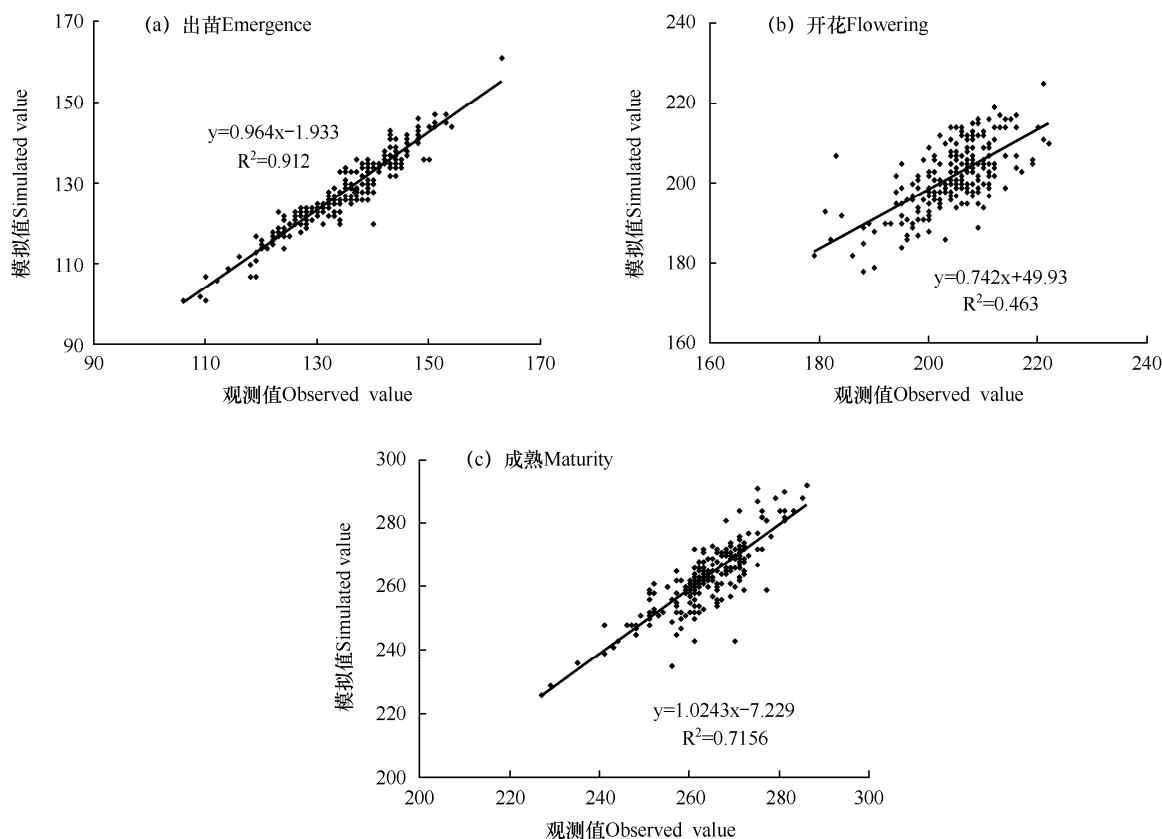 (a) 出苗Emergence
170
150
130
110
90
90 110 130 150 170
y=0.964x−1.933
R²=0.912
模拟值Simulated value
观测值Observed value
(b) 开花Flowering
240
220
200
180
160
160 180 200 220 240
y=0.742x+49.93
R²=0.463
模拟值Simulated value
观测值Observed value
(c) 成熟Maturity
300
280
260
240
220
200
200 220 240 260 280 300
y=1.0243x−7.229
R²=0.7156
模拟值Simulated value
观测值Observed value